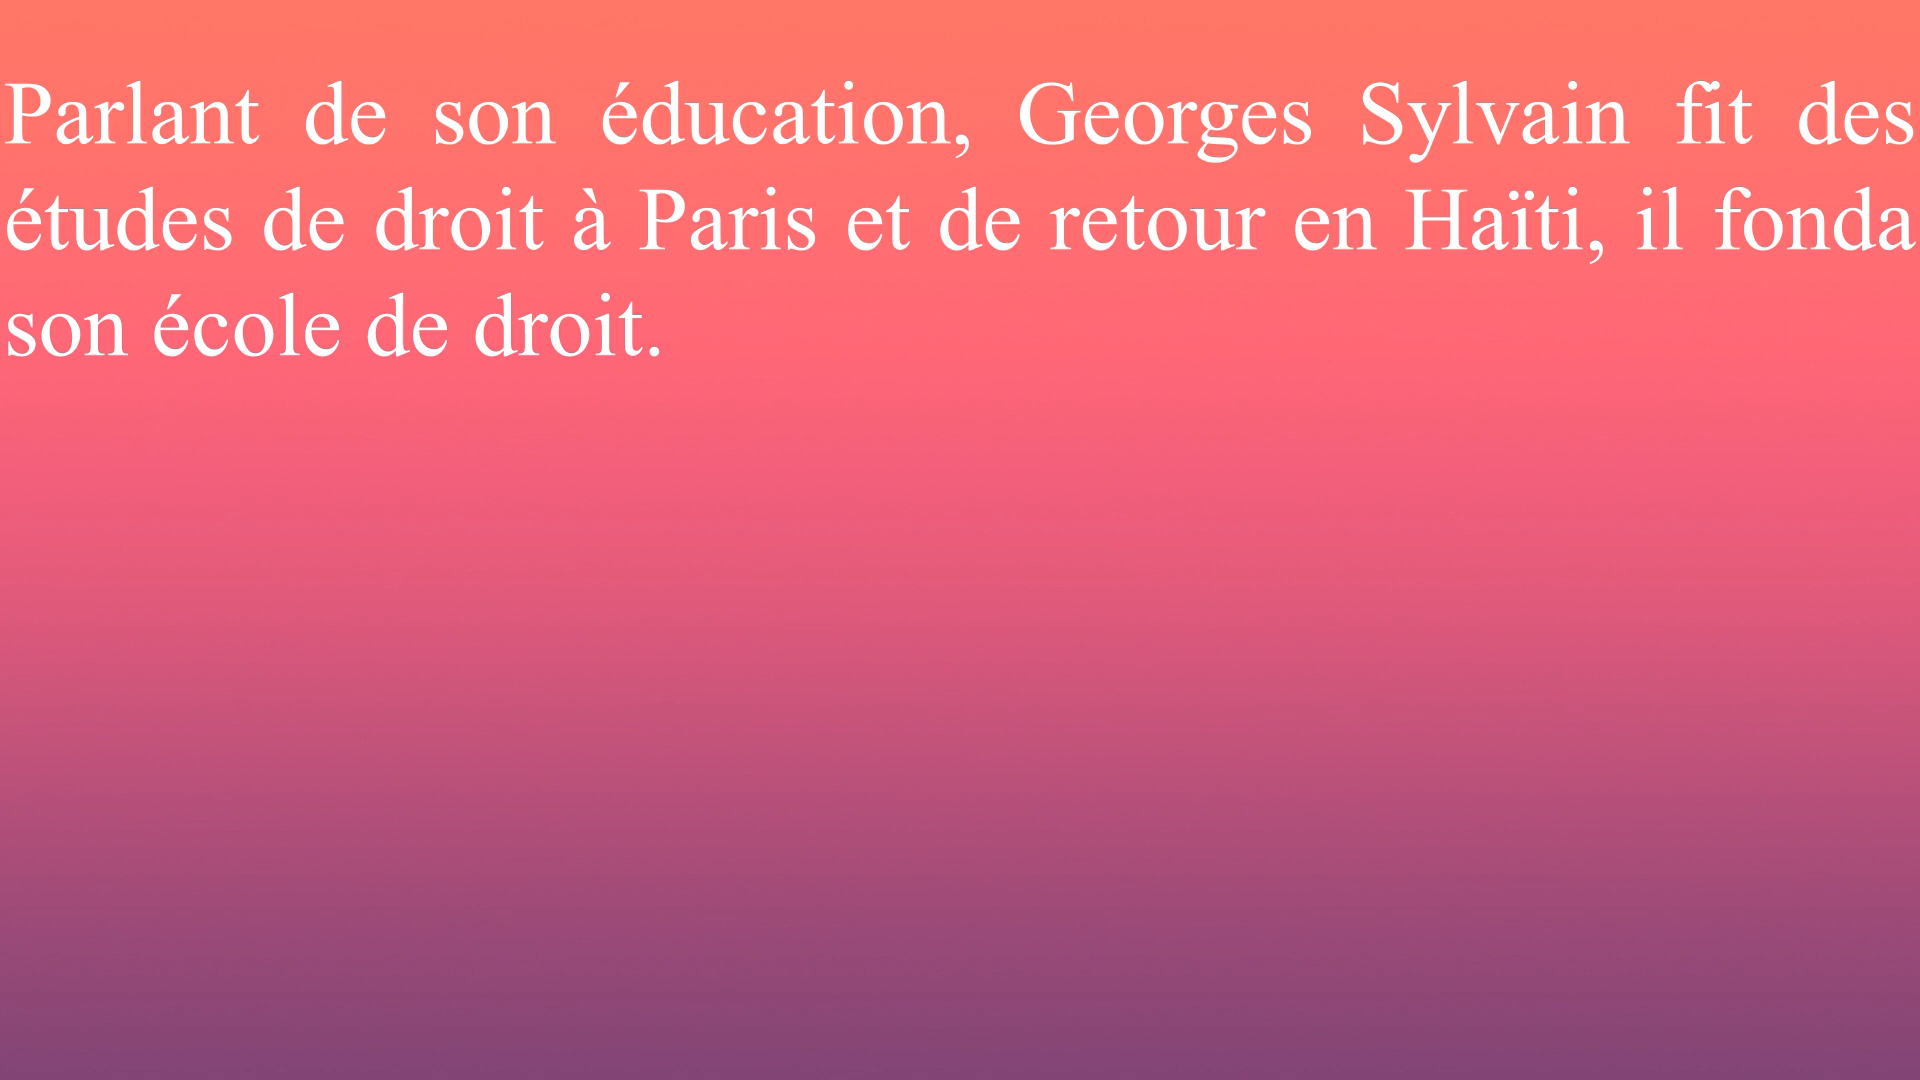 Parlant de son éducation, Georges Sylvain fit des
études de droit à Paris et de retour en Haïti, il fonda
son école de droit.